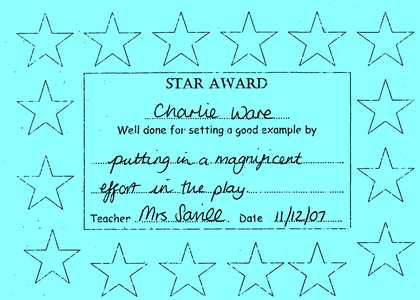 STAR AWARD
Charlie Ware
Well done for setting a good example by
putting in a magnificent
effort in the play.
Teacher Mrs Date 11/12/07